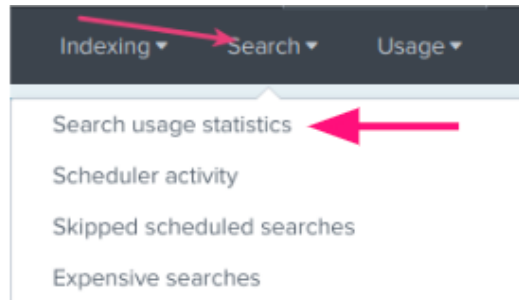 Indexing▾ Search▾ Usage▾
Search usage statistics
Scheduler activity
Skipped scheduled searches
Expensive searches